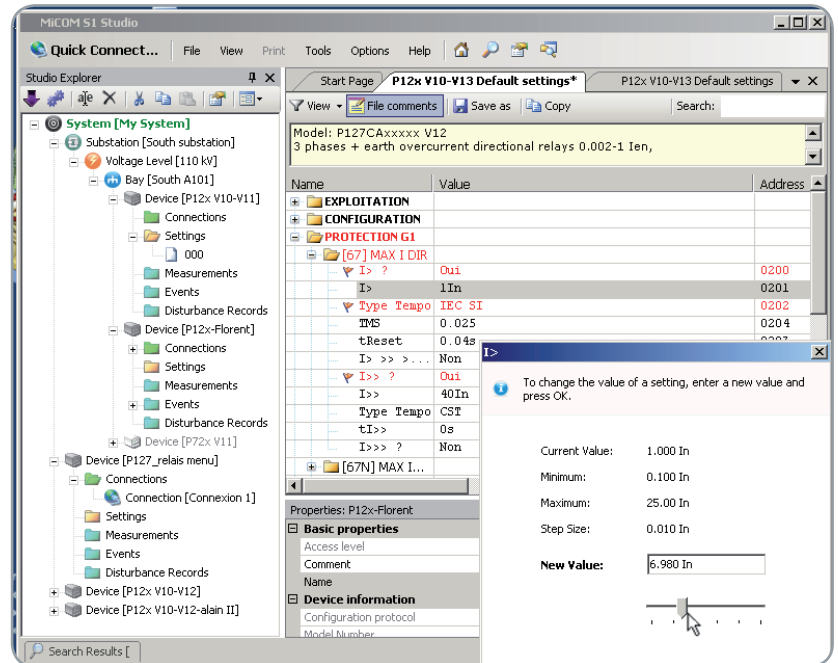 MiCOM S1 Studio
Quick Connect... File View Print Tools Options Help
Studio Explorer
System [My System]
Substation [South substation]
Voltage Level [110 kV]
Bay [South A101]
Device [P12x V10-V11]
Connections
Settings
000
Measurements
Events
Disturbance Records
Device [P12x-Florent]
Connections
Settings
Measurements
Events
Disturbance Records
Device [P72x V11]
Device [P127_relais menu]
Connections
Connection [Connexion 1]
Settings
Measurements
Events
Disturbance Records
Device [P12x V10-V12]
Device [P12x V10-V12-alain II]
Search Results [
Start Page P12x V10-V13 Default settings* P12x V10-V13 Default settings
View File comments Save as Copy Search:
Model: P127CAxxxxx V12
3 phases + earth overcurrent directional relays 0.002-1 Ien,
Name Value Address
EXPLOITATION
CONFIGURATION
PROTECTION G1
[67] MAX I DIR
I> ? Oui 0200
I> 1In 0201
Type Tempo IEC SI 0202
TMS 0.025 0204
tReset 0.04s
I> >> >... Non
I>> ? Oui
I>> 40In
Type Tempo CST
tI>> 0s
I>>> ? Non
[67N] MAX I...
Properties: P12x-Florent
Basic properties
Access level
Comment
Name
Device information
Configuration protocol
Model Number
I>
To change the value of a setting, enter a new value and
press OK.
Current Value: 1.000 In
Minimum: 0.100 In
Maximum: 25.00 In
Step Size: 0.010 In
New Value: 6.980 In